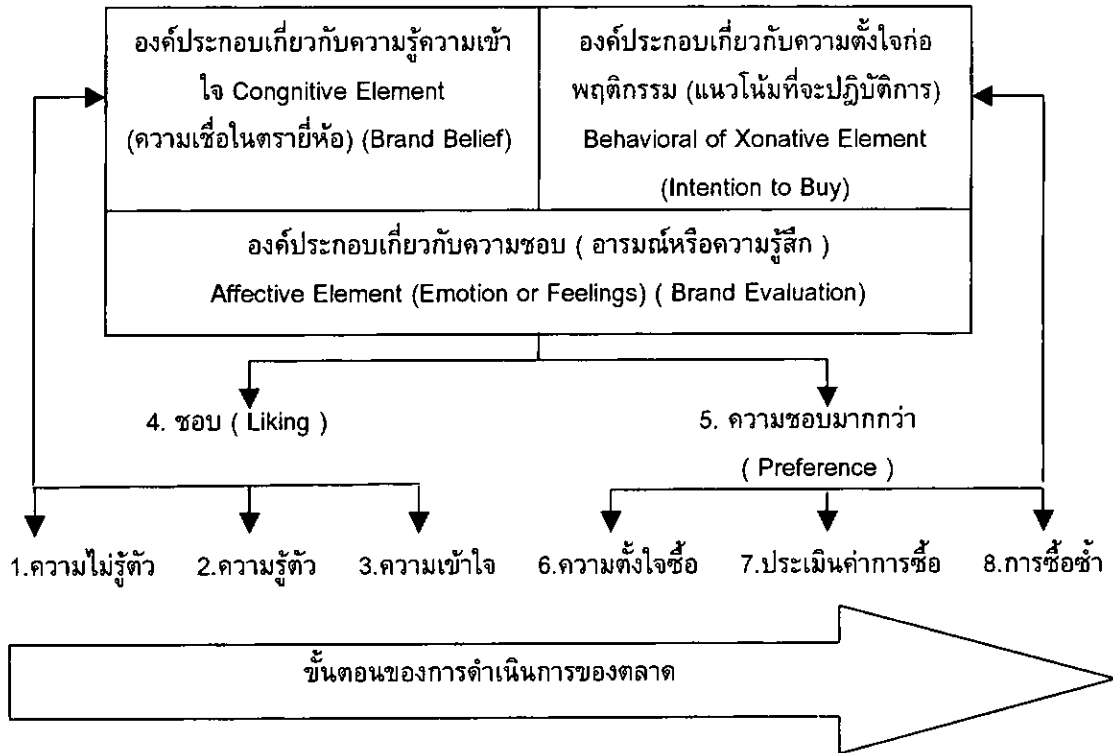 องค์ประกอบเกี่ยวกับความรู้ความเข้า
ใจ Congnitive Element
(ความเชื่อในตรายี่ห้อ) (Brand Belief)
องค์ประกอบเกี่ยวกับความตั้งใจก่อ
พฤติกรรม (แนวโน้มที่จะปฏิบัติการ)
Behavioral of Xonative Element
(Intention to Buy)
องค์ประกอบเกี่ยวกับความชอบ ( อารมณ์หรือความรู้สึก )
Affective Element (Emotion or Feelings) ( Brand Evaluation)
4. ชอบ ( Liking )
5. ความชอบมากกว่า
( Preference )
1.ความไม่รู้ตัว 2.ความรู้ตัว 3.ความเข้าใจ 6.ความตั้งใจซื้อ 7.ประเมินค่าการซื้อ 8.การซื้อซ้ำ
ขั้นตอนของการดำเนินการของตลาด